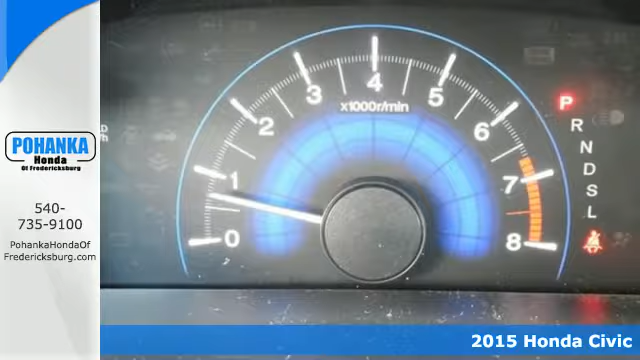 POHANKA
Honda
Of Fredericksburg
540-
735-9100
PohankaHondaOf
Fredericksburg.com
0
1
2
3
4
5
6
7
8
x1000r/min
P
R
N
D
S
L
2015 Honda Civic